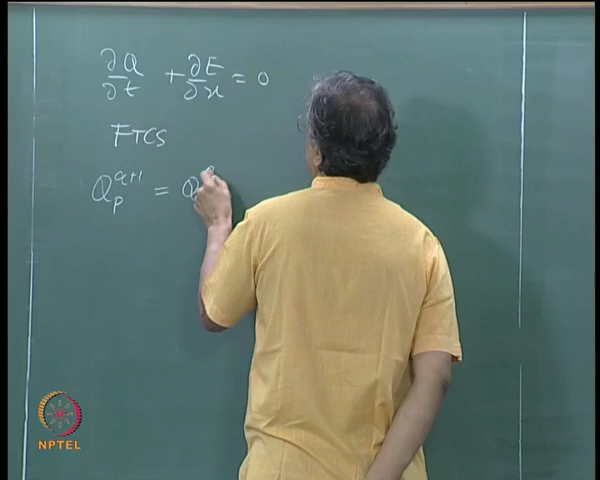 ∂Q/∂t + ∂E/∂x = 0
FTCS
Q_p^{q+1} = Q
NPTEL